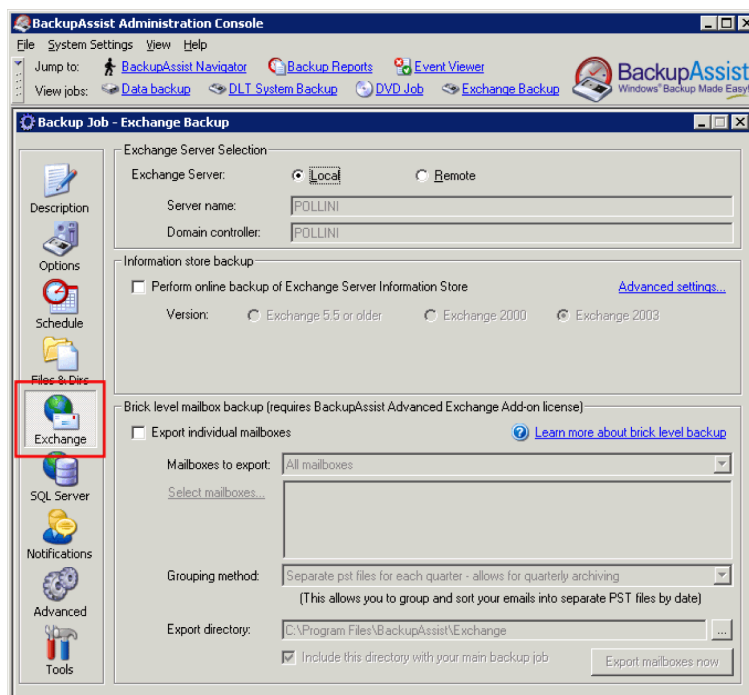 BackupAssist Administration Console
File System Settings View Help
Jump to: BackupAssist Navigator Backup Reports Event Viewer
View jobs: Data backup DLT System Backup DVD Job Exchange Backup
BackupAssist
Windows® Backup Made Easy!
Backup Job - Exchange Backup
Description
Options
Schedule
Files & Dirs
Exchange
SQL Server
Notifications
Advanced
Tools
Exchange Server Selection
Exchange Server: Local Remote
Server name: POLLINI
Domain controller: POLLINI
Information store backup
Perform online backup of Exchange Server Information Store Advanced settings...
Version: Exchange 5.5 or older Exchange 2000 Exchange 2003
Brick level mailbox backup (requires BackupAssist Advanced Exchange Add-on license)
Export individual mailboxes Learn more about brick level backup
Mailboxes to export: All mailboxes
Select mailboxes...
Grouping method: Separate pst files for each quarter - allows for quarterly archiving
(This allows you to group and sort your emails into separate PST files by date)
Export directory: C:\Program Files\BackupAssist\Exchange ...
Include this directory with your main backup job Export mailboxes now